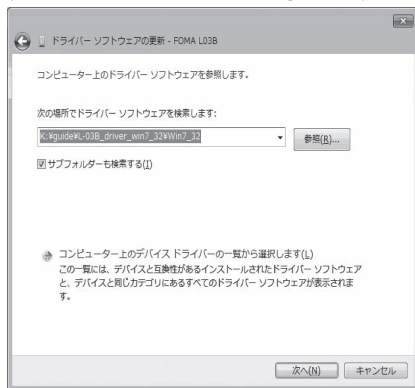 ドライバー ソフトウェアの更新 - FOMA L03B
コンピューター上のドライバー ソフトウェアを参照します。
次の場所でドライバー ソフトウェアを検索します:
K:¥guide¥L-03B_driver_win7_32¥Win7_32
参照(R)...
サブフォルダーも検索する(I)
コンピューター上のデバイス ドライバーの一覧から選択します(L)
この一覧には、デバイスと互換性があるインストールされたドライバー ソフトウェア
と、デバイスと同じカテゴリにあるすべてのドライバー ソフトウェアが表示されま
す。
次へ(N)
キャンセル